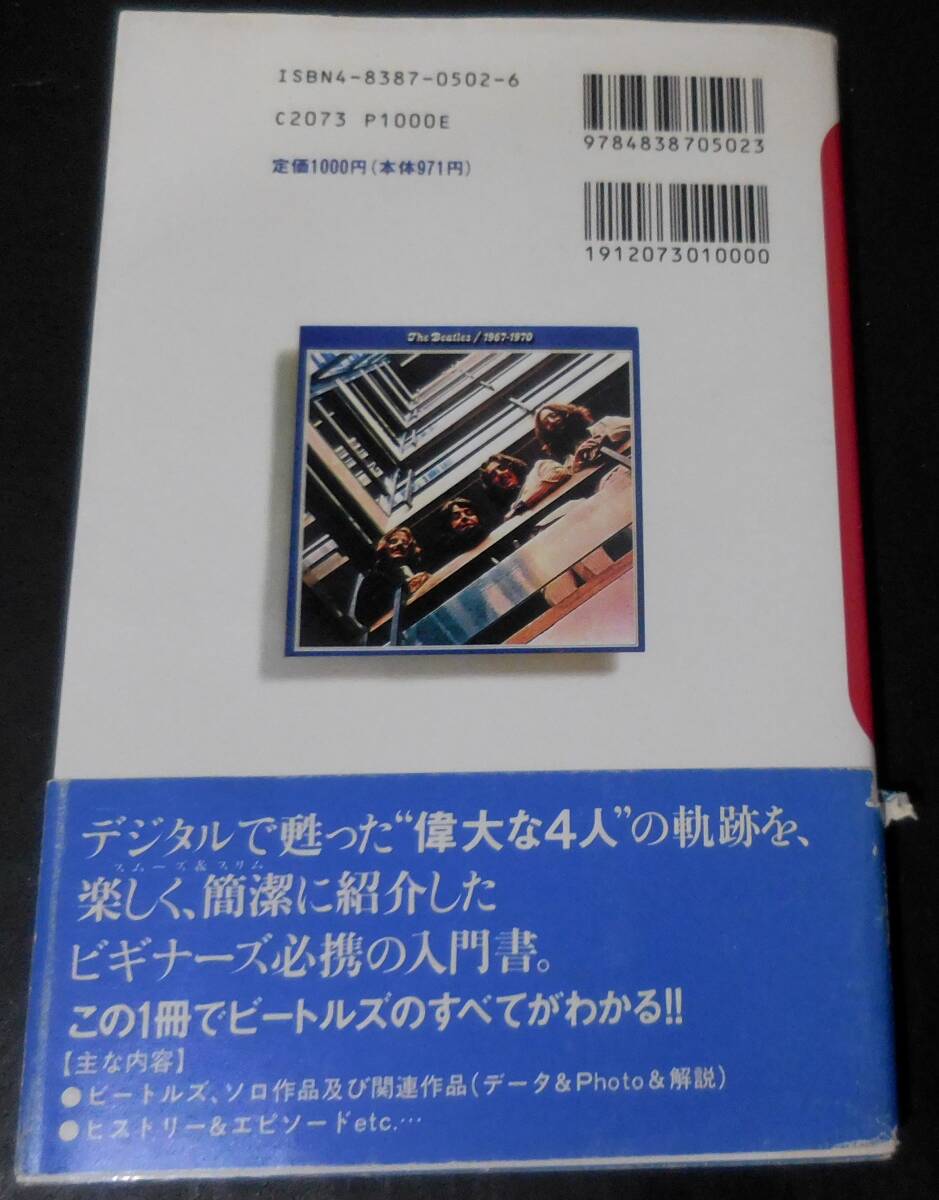 ISBN4-8387-0502-6
C2073 P1000E
定価1000円(本体971円)
9784838705023
1912073010000
The Beatles / 1967-1970
デジタルで甦った“偉大な4人”の軌跡を、
スムーズ&スリム
楽しく、簡潔に紹介した
ビギナーズ必携の入門書。
この1冊でビートルズのすべてがわかる!!
【主な内容】
●ビートルズ、ソロ作品及び関連作品(データ&Photo&解説)
●ヒストリー&エピソードetc.…